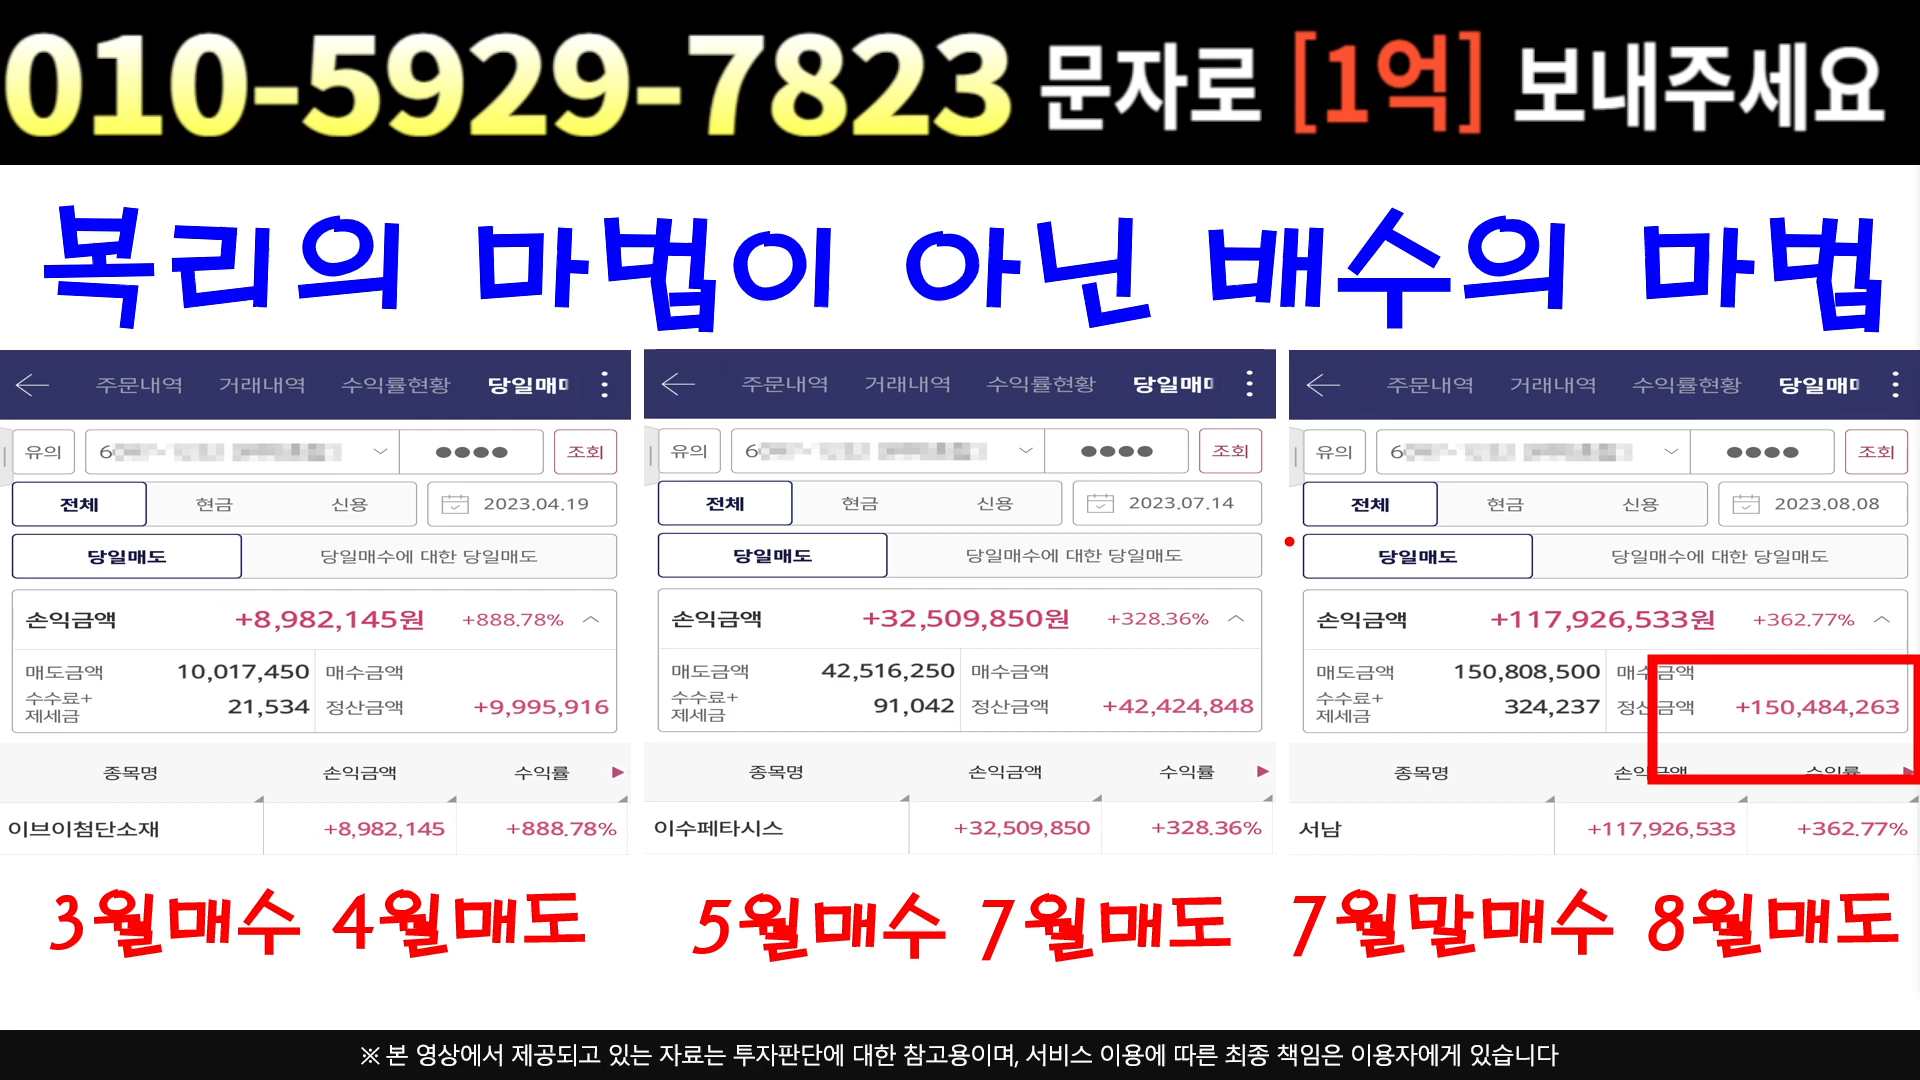 010-5929-7823 문자로 [1억] 보내주세요
복리의 마법이 아닌 배수의 마법
주문내역 거래내역 수익률현황 당일매
유의 6 ●●●● 조회
전체 현금 신용 2023.04.19
당일매도 당일매수에 대한 당일매도
손익금액 +8,982,145원 +888.78%
매도금액 10,017,450 매수금액
수수료+
제세금 21,534 정산금액 +9,995,916
종목명 손익금액 수익률
이브이첨단소재 +8,982,145 +888.78%
3월매수 4월매도
주문내역 거래내역 수익률현황 당일매
유의 6 ●●●● 조회
전체 현금 신용 2023.07.14
당일매도 당일매수에 대한 당일매도
손익금액 +32,509,850원 +328.36%
매도금액 42,516,250 매수금액
수수료+
제세금 91,042 정산금액 +42,424,848
종목명 손익금액 수익률
이수페타시스 +32,509,850 +328.36%
5월매수 7월매도
주문내역 거래내역 수익률현황 당일매
유의 6 ●●●● 조회
전체 현금 신용 2023.08.08
당일매도 당일매수에 대한 당일매도
손익금액 +117,926,533원 +362.77%
매도금액 150,808,500 매수금액
수수료+
제세금 324,237 정산금액 +150,484,263
종목명 손익금액 수익률
서남 +117,926,533 +362.77%
7월말매수 8월매도
※ 본 영상에서 제공되고 있는 자료는 투자판단에 대한 참고용이며, 서비스 이용에 따른 최종 책임은 이용자에게 있습니다